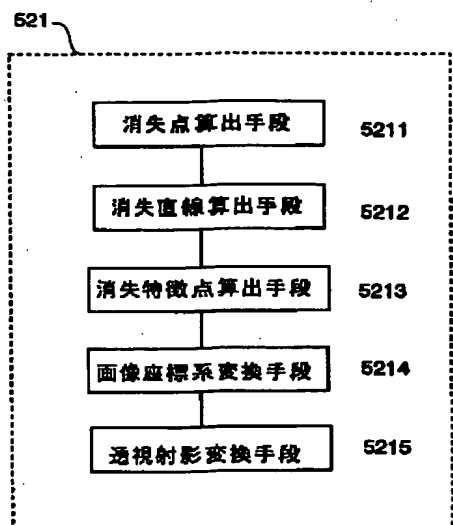 521
消失点算出手段 5211
消失直線算出手段 5212
消失特徴点算出手段 5213
画像座標系変換手段 5214
透視射影変換手段 5215